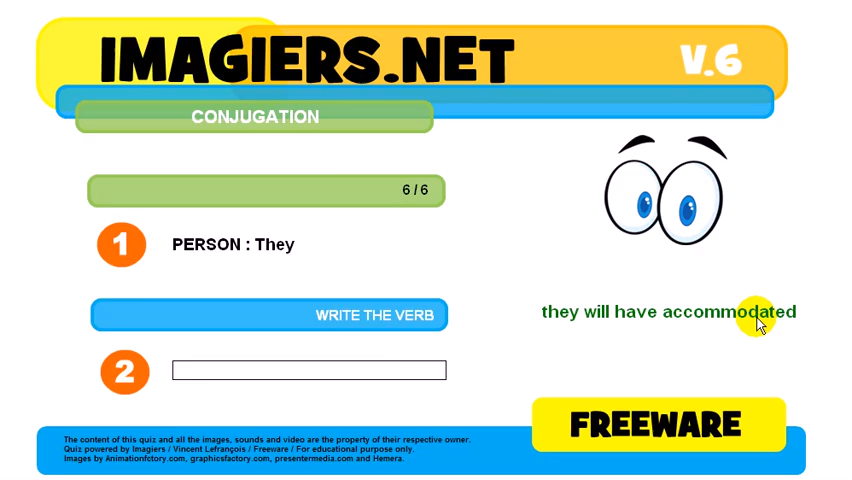 IMAGIERS.NET
V.6
CONJUGATION
6 / 6
1
PERSON : They
WRITE THE VERB
they will have accommodated
2
FREEWARE
The content of this quiz and all the images, sounds and video are the property of their respective owner.
Quiz powered by Imagiers / Vincent Lefrançois / Freeware / For educational purpose only.
Images by Animationfctory.com, graphicsfactory.com, presentermedia.com and Hemera.